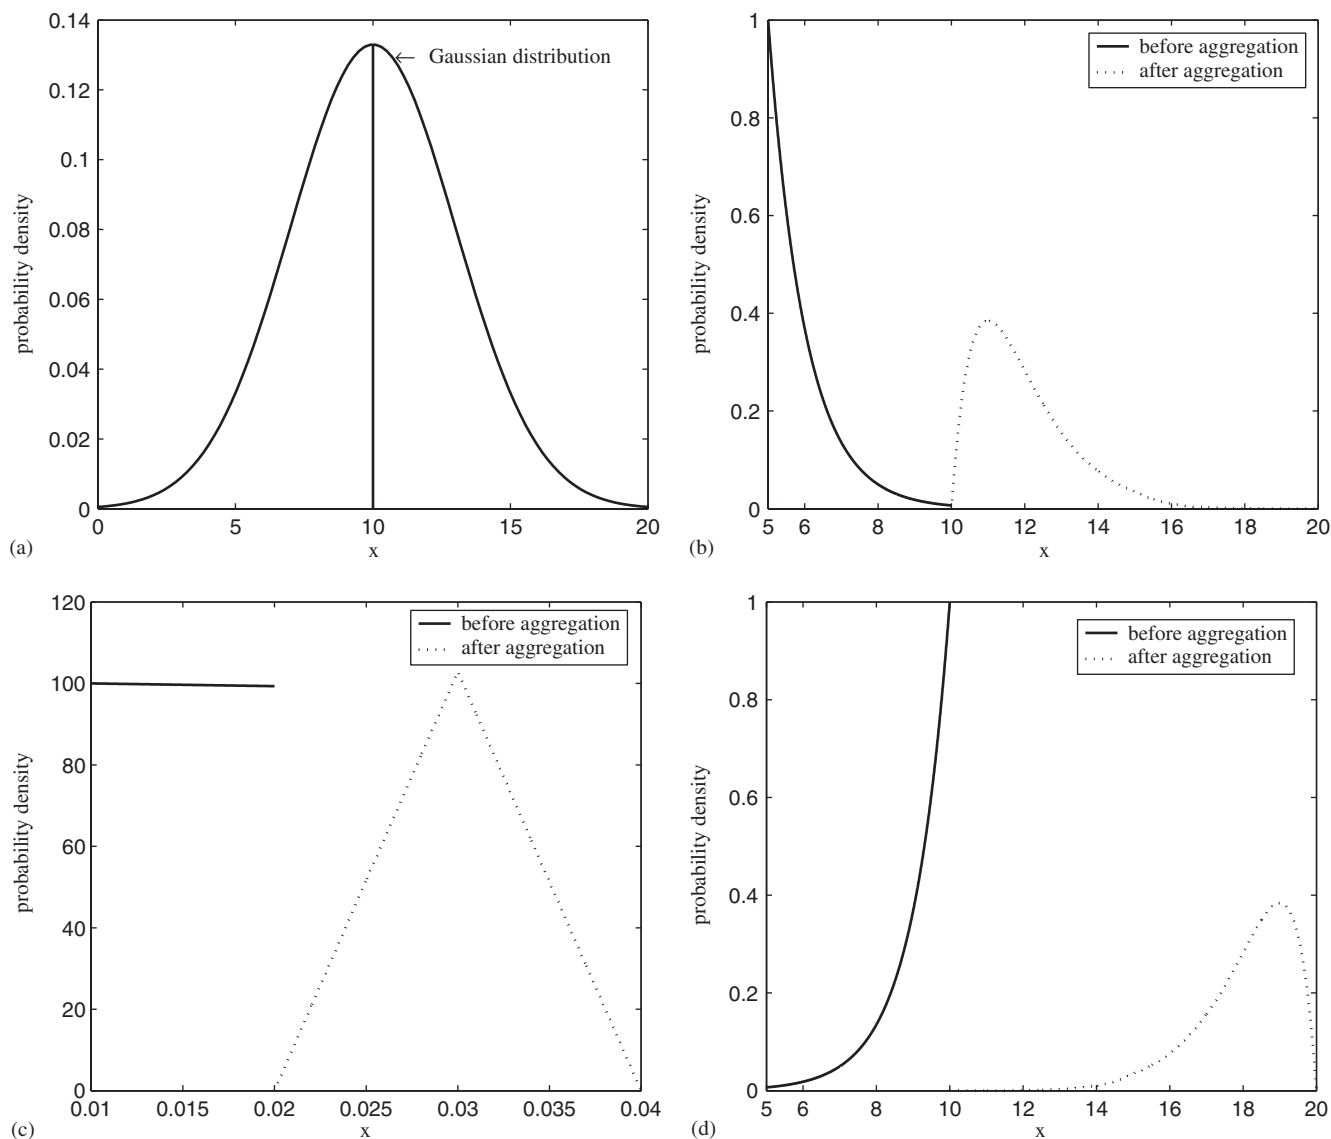 0.14
0.12
0.1
0.08
0.06
0.04
0.02
0
probability density
← Gaussian distribution
0 5 10 15 20
x
(a)
1
0.8
0.6
0.4
0.2
0
probability density
before aggregation
after aggregation
5 6 8 10 12 14 16 18 20
x
(b)
120
100
80
60
40
20
0
probability density
before aggregation
after aggregation
0.01 0.015 0.02 0.025 0.03 0.035 0.04
x
(c)
1
0.8
0.6
0.4
0.2
0
probability density
before aggregation
after aggregation
5 6 8 10 12 14 16 18 20
x
(d)